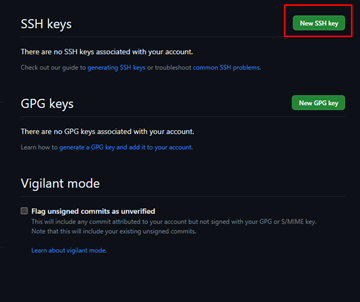 SSH keys
New SSH key
There are no SSH keys associated with your account.
Check out our guide to generating SSH keys or troubleshoot common SSH problems.
GPG keys
New GPG key
There are no GPG keys associated with your account.
Learn how to generate a GPG key and add it to your account.
Vigilant mode
Flag unsigned commits as unverified
This will include any commit attributed to your account but not signed with your GPG or S/MIME key.
Note that this will include your existing unsigned commits.
Learn about vigilant mode.